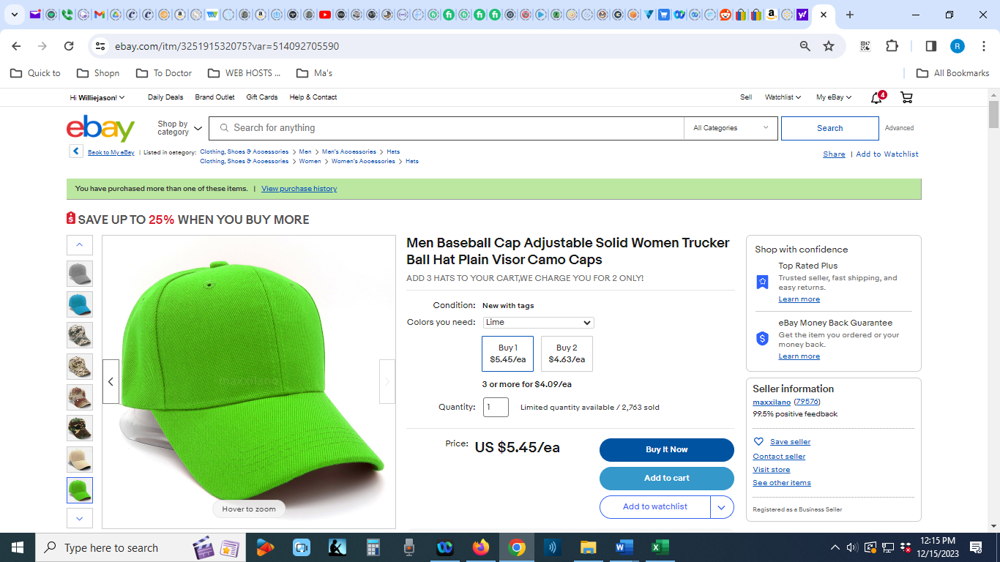 ebay.com/itm/325191532075?var=514092705590
R
Quick to
Shopn
To Doctor
WEB HOSTS ...
Ma's
All Bookmarks
Hi Williejason!
Daily Deals
Brand Outlet
Gift Cards
Help & Contact
Sell
Watchlist
My eBay
4
ebay
Shop by
category
Search for anything
All Categories
Search
Advanced
Back to My eBay | Listed in category:
Clothing, Shoes & Accessories > Men > Men's Accessories > Hats
Clothing, Shoes & Accessories > Women > Women's Accessories > Hats
Share | Add to Watchlist
You have purchased more than one of these items. | View purchase history
SAVE UP TO 25% WHEN YOU BUY MORE
Hover to zoom
Men Baseball Cap Adjustable Solid Women Trucker
Ball Hat Plain Visor Camo Caps
ADD 3 HATS TO YOUR CART,WE CHARGE YOU FOR 2 ONLY!
Condition: New with tags
Colors you need: Lime
Buy 1
$5.45/ea
Buy 2
$4.63/ea
3 or more for $4.09/ea
Quantity: 1 Limited quantity available / 2,763 sold
Price: US $5.45/ea
Buy It Now
Add to cart
Add to watchlist
Shop with confidence
Top Rated Plus
Trusted seller, fast shipping, and
easy returns.
Learn more
eBay Money Back Guarantee
Get the item you ordered or your
money back.
Learn more
Seller information
maxxilano (79576)
99.5% positive feedback
Save seller
Contact seller
Visit store
See other items
Registered as a Business Seller
Type here to search
12:15 PM
12/15/2023